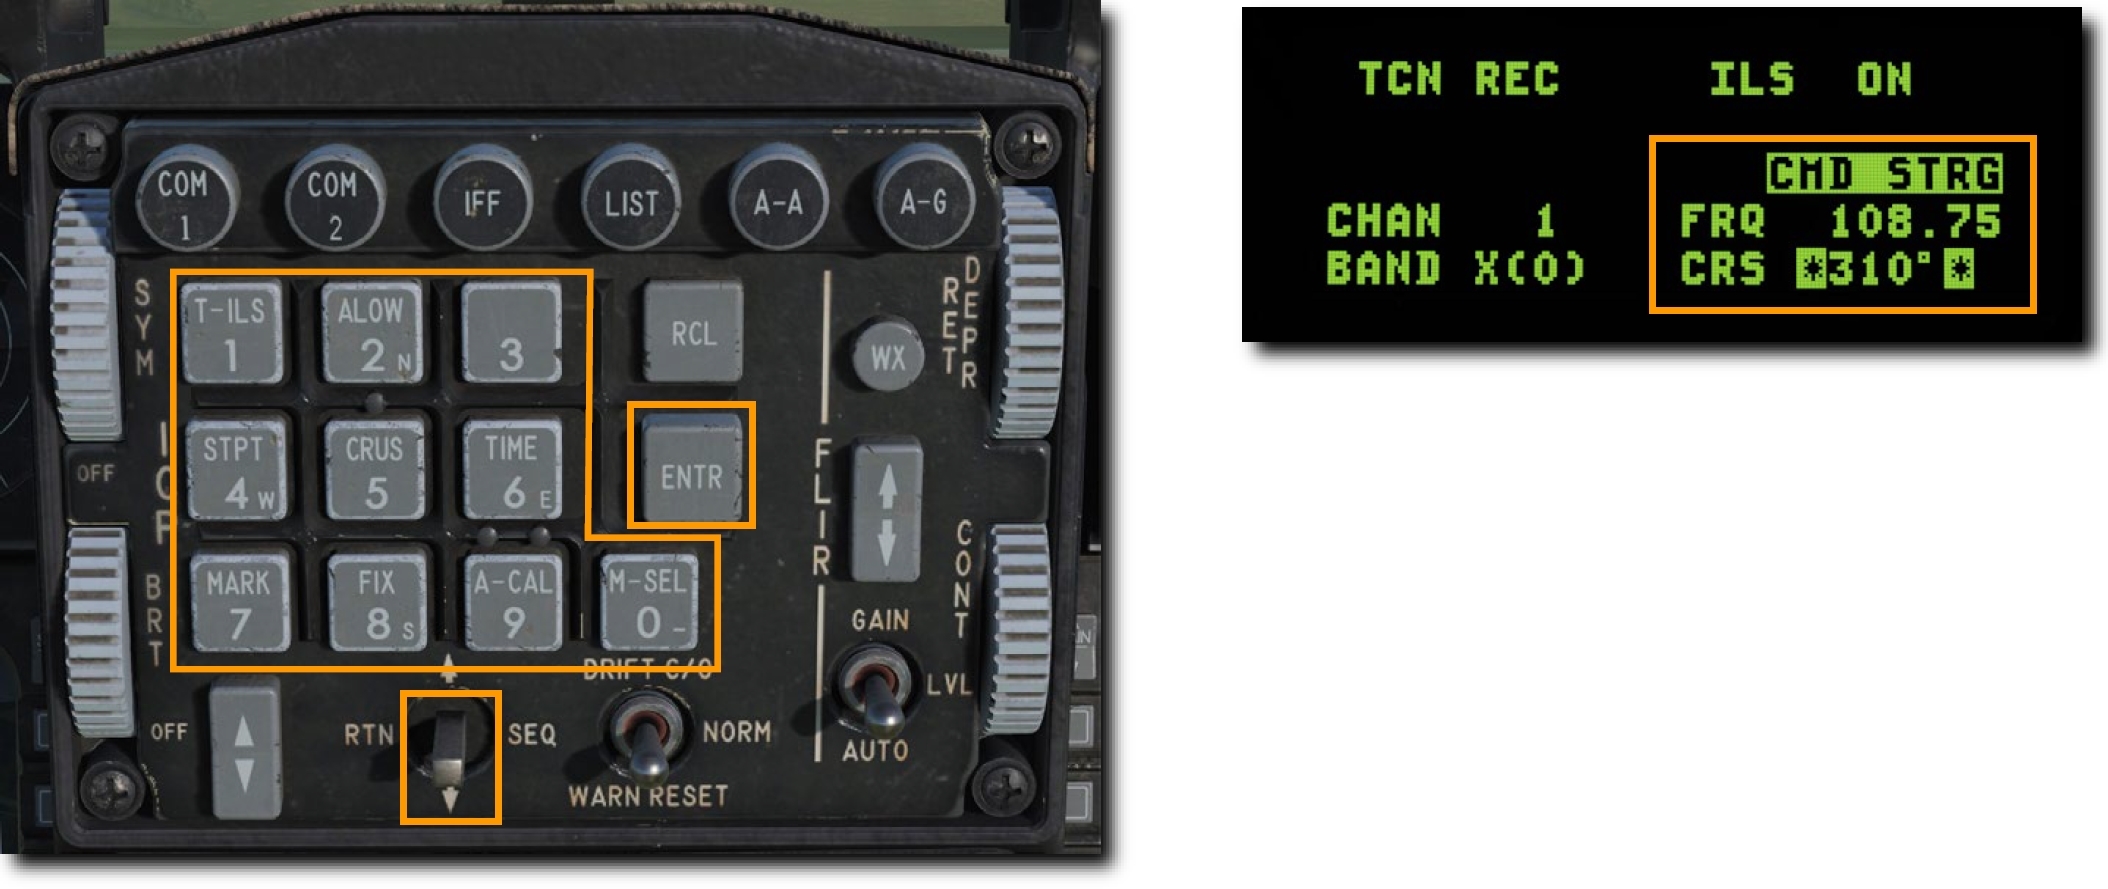 COM 1
COM 2
IFF
LIST
A-A
A-G
SYM
T-ILS 1
ALOW 2 N
3
RCL
WX
RET DEPR
ICP
OFF
STPT 4 W
CRUS 5
TIME 6 E
ENTR
FLIR
CONT
BRT
MARK 7
FIX 8 S
A-CAL 9
M-SEL 0 -
GAIN
LVL
AUTO
DRIFT C/O
NORM
WARN RESET
OFF
RTN
SEQ
TCN REC ILS ON
CMD STRG
CHAN 1 FRQ 108.75
BAND X(0) CRS *310°*